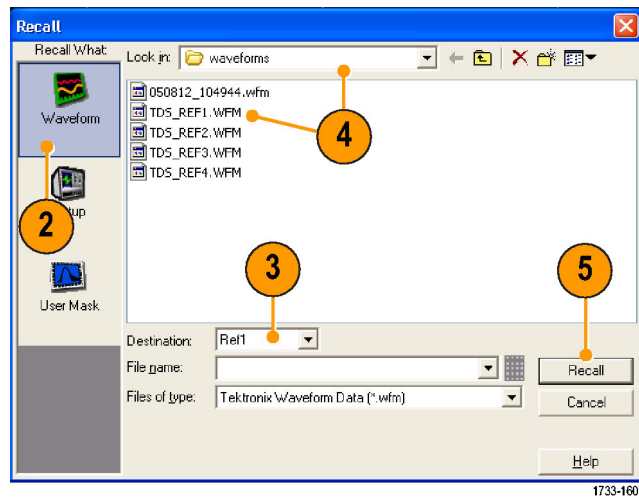 Recall
Recall What:
Look in: waveforms
Waveform
050812_104944.wfm
TDS_REF1.WFM
TDS_REF2.WFM
TDS_REF3.WFM
TDS_REF4.WFM
4
2
tup
User Mask
3
5
Destination: Ref1
File name:
Recall
Files of type: Tektronix Waveform Data (*.wfm)
Cancel
Help
1733-160